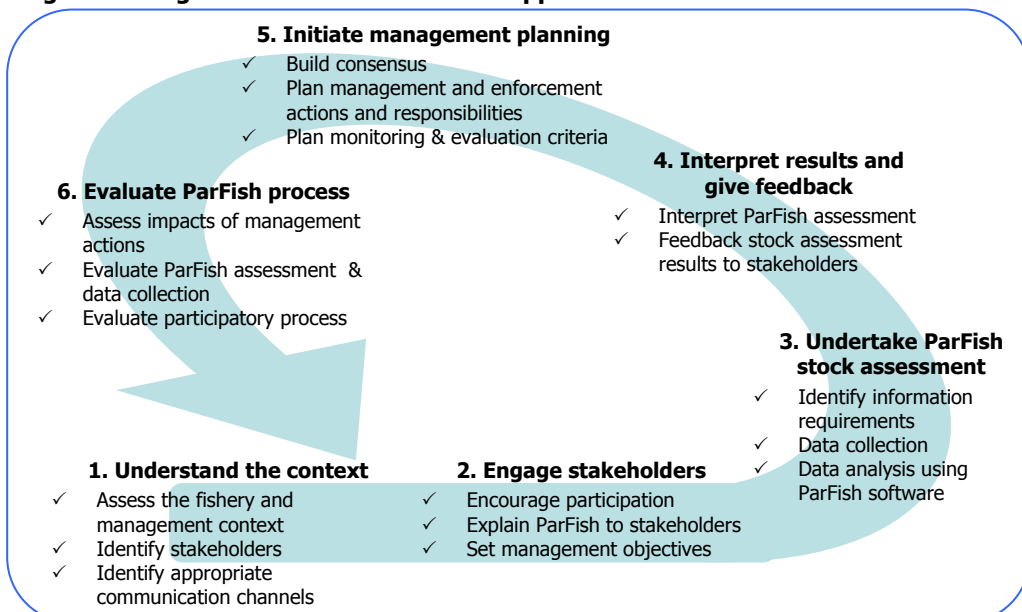 5. Initiate management planning
✓ Build consensus
✓ Plan management and enforcement
actions and responsibilities
✓ Plan monitoring & evaluation criteria
4. Interpret results and
give feedback
✓ Interpret ParFish assessment
✓ Feedback stock assessment
results to stakeholders
6. Evaluate ParFish process
✓ Assess impacts of management
actions
✓ Evaluate ParFish assessment &
data collection
✓ Evaluate participatory process
3. Undertake ParFish
stock assessment
✓ Identify information
requirements
✓ Data collection
✓ Data analysis using
ParFish software
1. Understand the context
✓ Assess the fishery and
management context
✓ Identify stakeholders
✓ Identify appropriate
communication channels
2. Engage stakeholders
✓ Encourage participation
✓ Explain ParFish to stakeholders
✓ Set management objectives